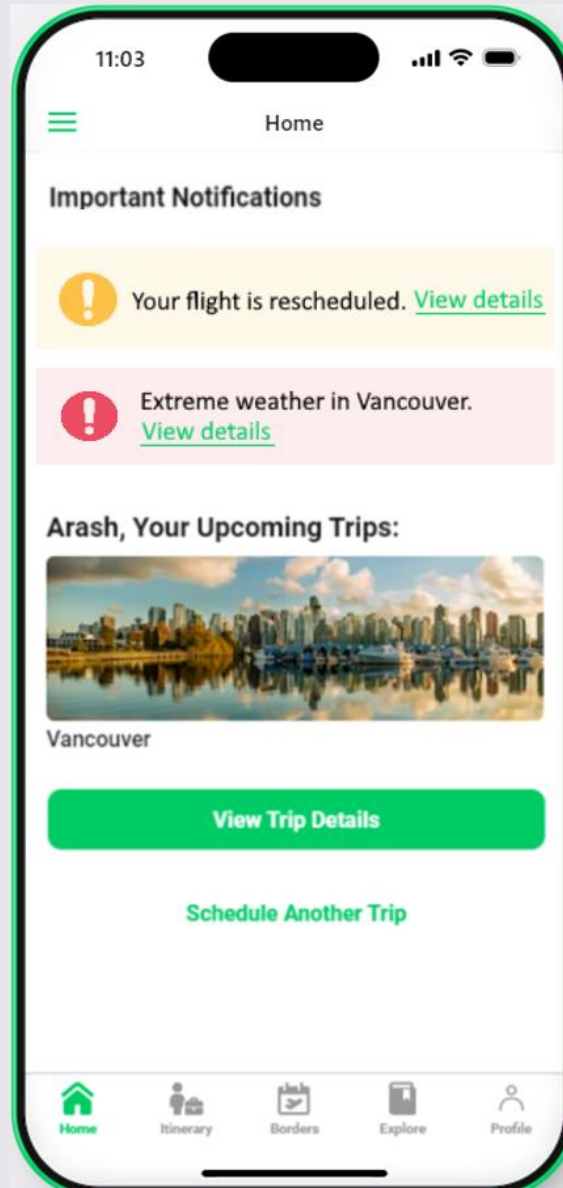 11:03
Home
Important Notifications
Your flight is rescheduled. View details
Extreme weather in Vancouver.
View details
Arash, Your Upcoming Trips:
Vancouver
View Trip Details
Schedule Another Trip
Home Itinerary Borders Explore Profile